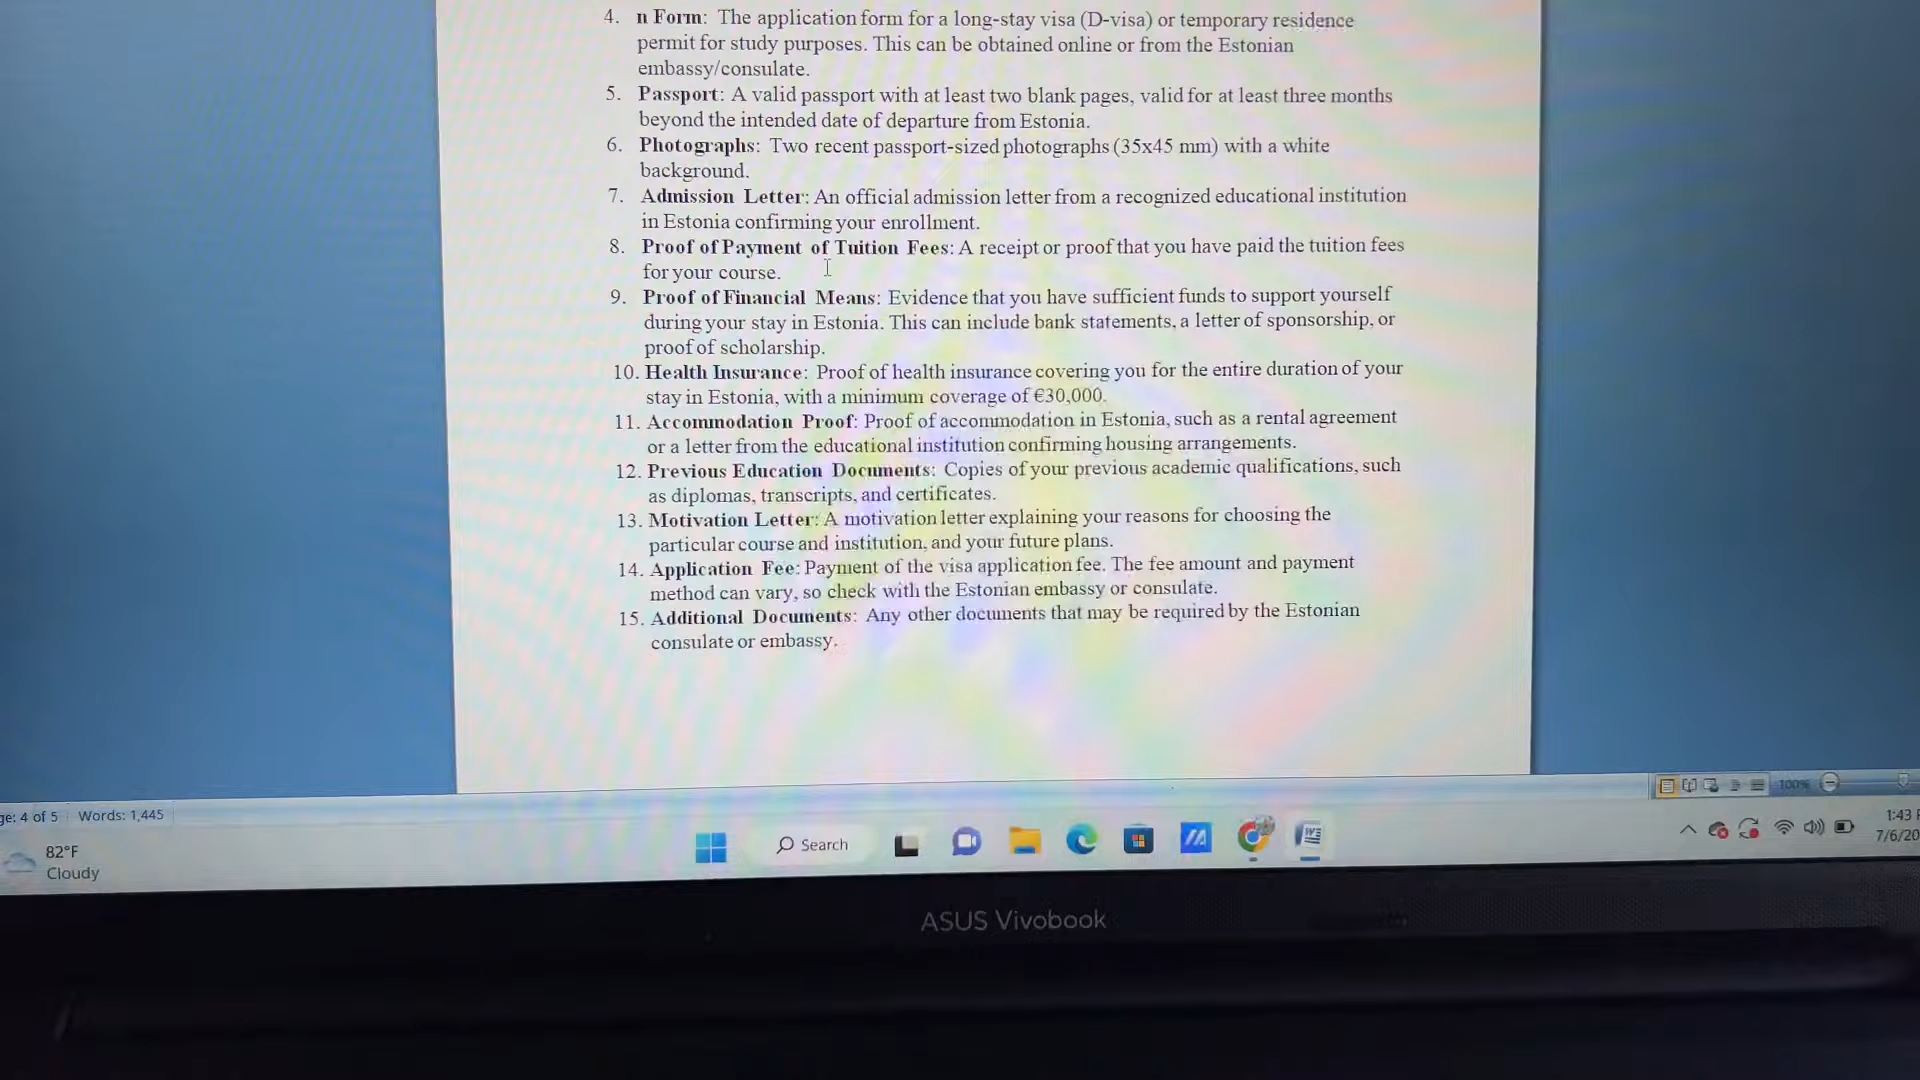 4. n Form: The application form for a long-stay visa (D-visa) or temporary residence
permit for study purposes. This can be obtained online or from the Estonian
embassy/consulate.
5. Passport: A valid passport with at least two blank pages, valid for at least three months
beyond the intended date of departure from Estonia.
6. Photographs: Two recent passport-sized photographs (35x45 mm) with a white
background.
7. Admission Letter: An official admission letter from a recognized educational institution
in Estonia confirming your enrollment.
8. Proof of Payment of Tuition Fees: A receipt or proof that you have paid the tuition fees
for your course.
9. Proof of Financial Means: Evidence that you have sufficient funds to support yourself
during your stay in Estonia. This can include bank statements, a letter of sponsorship, or
proof of scholarship.
10. Health Insurance: Proof of health insurance covering you for the entire duration of your
stay in Estonia, with a minimum coverage of €30,000.
11. Accommodation Proof: Proof of accommodation in Estonia, such as a rental agreement
or a letter from the educational institution confirming housing arrangements.
12. Previous Education Documents: Copies of your previous academic qualifications, such
as diplomas, transcripts, and certificates.
13. Motivation Letter: A motivation letter explaining your reasons for choosing the
particular course and institution, and your future plans.
14. Application Fee: Payment of the visa application fee. The fee amount and payment
method can vary, so check with the Estonian embassy or consulate.
15. Additional Documents: Any other documents that may be required by the Estonian
consulate or embassy.
ge: 4 of 5 Words: 1,445
100%
82°F
Cloudy
Search
1:43 P
7/6/20
ASUS Vivobook